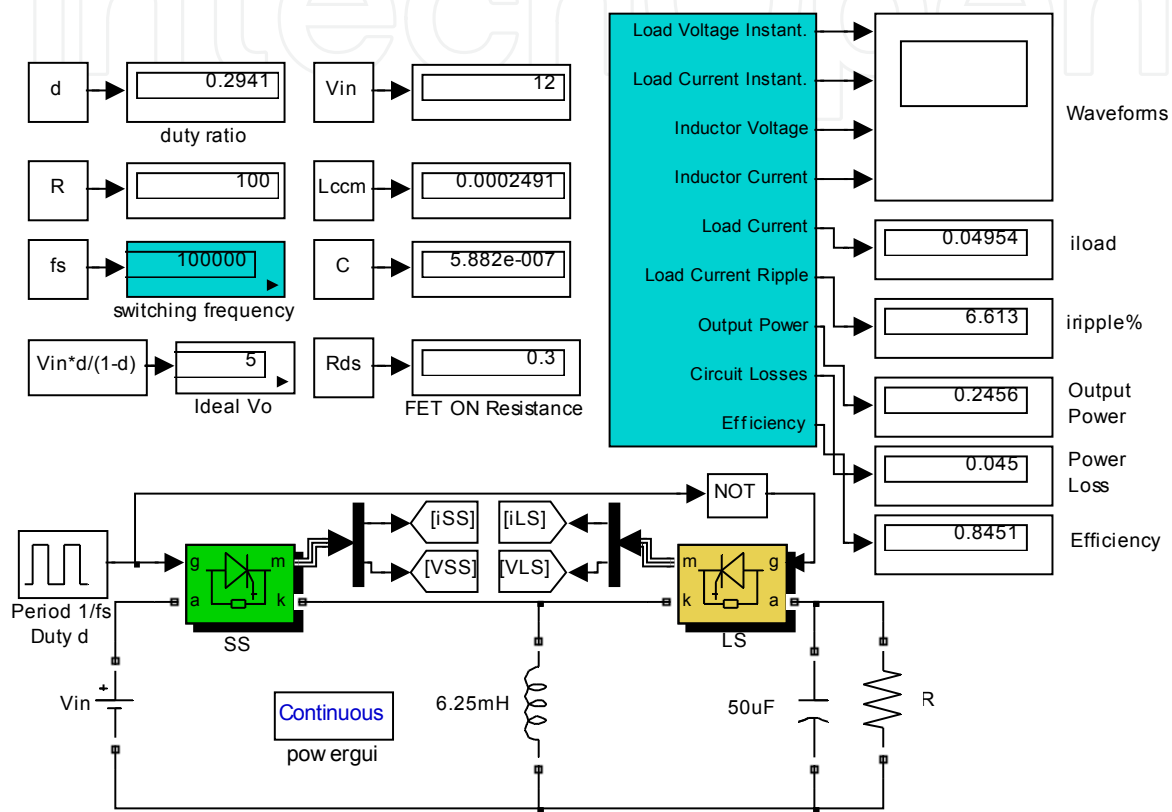 IntechOpen
d
0.2941
duty ratio
Vin
12
R
100
Lccm
0.0002491
fs
100000
switching frequency
C
5.882e-007
Vin*d/(1-d)
5
Ideal Vo
Rds
0.3
FET ON Resistance
Load Voltage Instant.
Load Current Instant.
Inductor Voltage
Inductor Current
Load Current
Load Current Ripple
Output Power
Circuit Losses
Efficiency
Waveforms
0.04954
iload
6.613
iripple%
0.2456
Output
Power
0.045
Power
Loss
0.8451
Efficiency
NOT
[iSS]
[VSS]
[iLS]
[VLS]
Period 1/fs
Duty d
g
m
a
k
SS
m
g
k
a
LS
Vin
+
Continuous
powergui
6.25mH
50uF
R